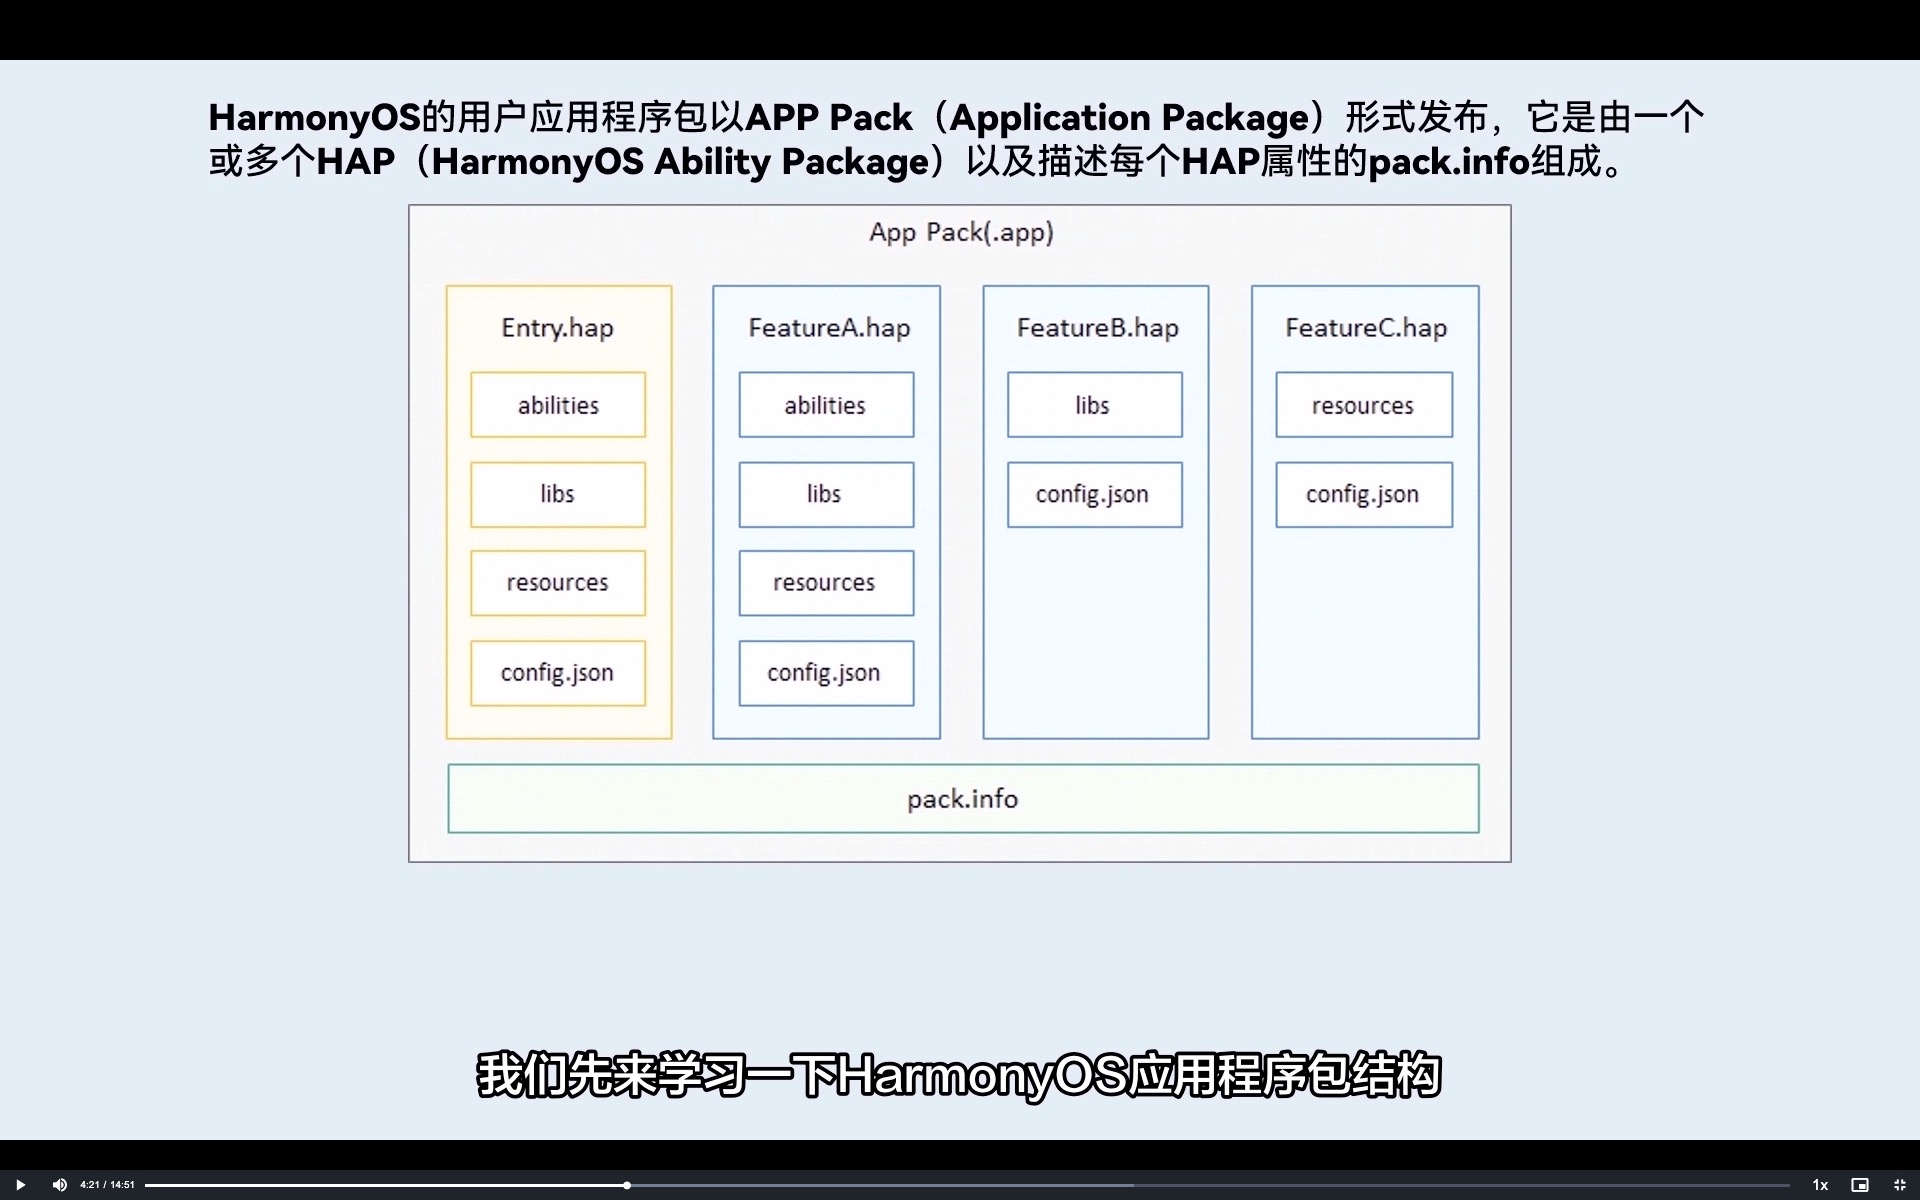 HarmonyOS的用户应用程序包以APP Pack（Application Package）形式发布，它是由一个
或多个HAP（HarmonyOS Ability Package）以及描述每个HAP属性的pack.info组成。
App Pack(.app)
Entry.hap
abilities
libs
resources
config.json
FeatureA.hap
abilities
libs
resources
config.json
FeatureB.hap
libs
config.json
FeatureC.hap
resources
config.json
pack.info
我们先来学习一下HarmonyOS应用程序包结构
4:21 / 14:51
1x